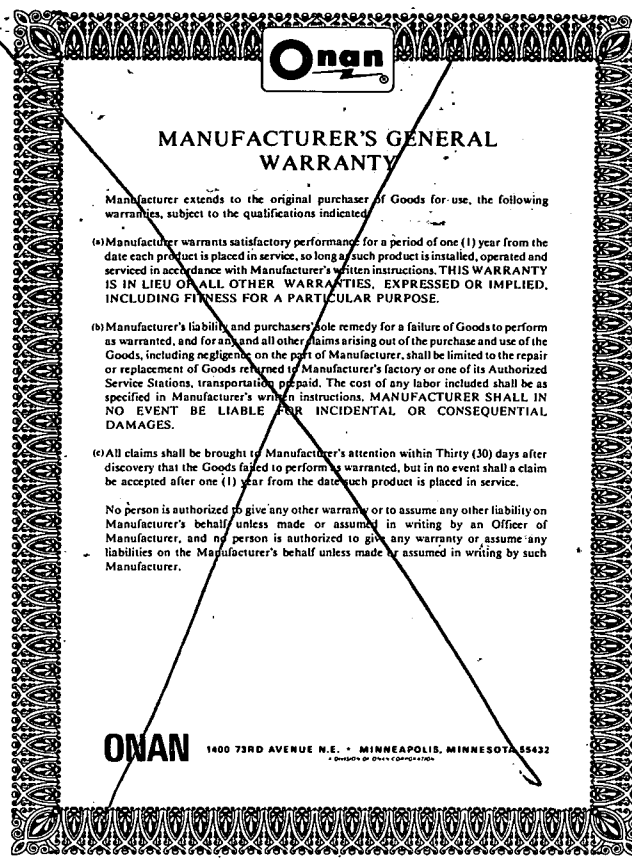 Onan
MANUFACTURER'S GENERAL
WARRANTY
Manufacturer extends to the original purchaser of Goods for use, the following
warranties, subject to the qualifications indicated
(a) Manufacturer warrants satisfactory performance for a period of one (1) year from the
date each product is placed in service, so long as such product is installed, operated and
serviced in accordance with Manufacturer's written instructions. THIS WARRANTY
IS IN LIEU OF ALL OTHER WARRANTIES, EXPRESSED OR IMPLIED,
INCLUDING FITNESS FOR A PARTICULAR PURPOSE.
(b) Manufacturer's liability and purchasers' sole remedy for a failure of Goods to perform
as warranted, and for any and all other claims arising out of the purchase and use of the
Goods, including negligence on the part of Manufacturer, shall be limited to the repair
or replacement of Goods returned to Manufacturer's factory or one of its Authorized
Service Stations, transportation prepaid. The cost of any labor included shall be as
specified in Manufacturer's written instructions. MANUFACTURER SHALL IN
NO EVENT BE LIABLE FOR INCIDENTAL OR CONSEQUENTIAL
DAMAGES.
(c) All claims shall be brought to Manufacturer's attention within Thirty (30) days after
discovery that the Goods failed to perform as warranted, but in no event shall a claim
be accepted after one (1) year from the date such product is placed in service.
No person is authorized to give any other warranty or to assume any other liability on
Manufacturer's behalf unless made or assumed in writing by an Officer of
Manufacturer, and no person is authorized to give any warranty or assume any
liabilities on the Manufacturer's behalf unless made or assumed in writing by such
Manufacturer.
ONAN 1400 73RD AVENUE N.E. • MINNEAPOLIS, MINNESOTA 55432
A DIVISION OF ONAN CORPORATION